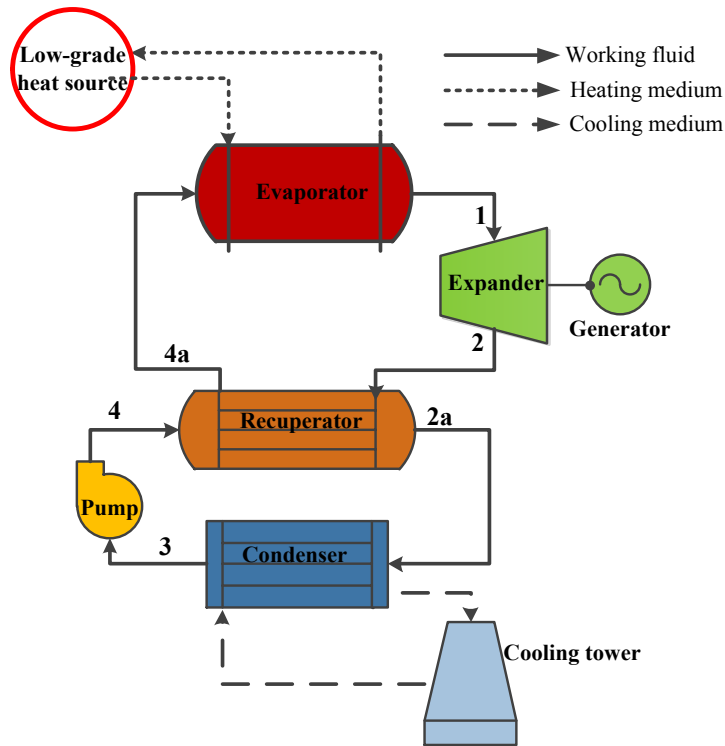 Low-grade
heat source
Working fluid
Heating medium
Cooling medium
Evaporator
1
Expander
Generator
2
4a
Recuperator
2a
4
Pump
3
Condenser
Cooling tower